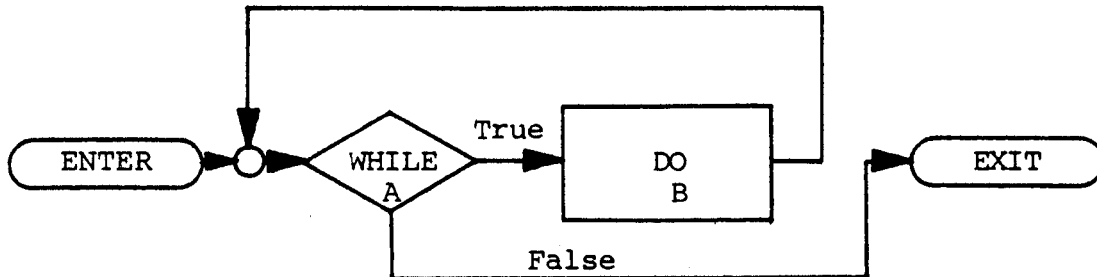 True
ENTER
WHILE
A
DO
B
EXIT
False